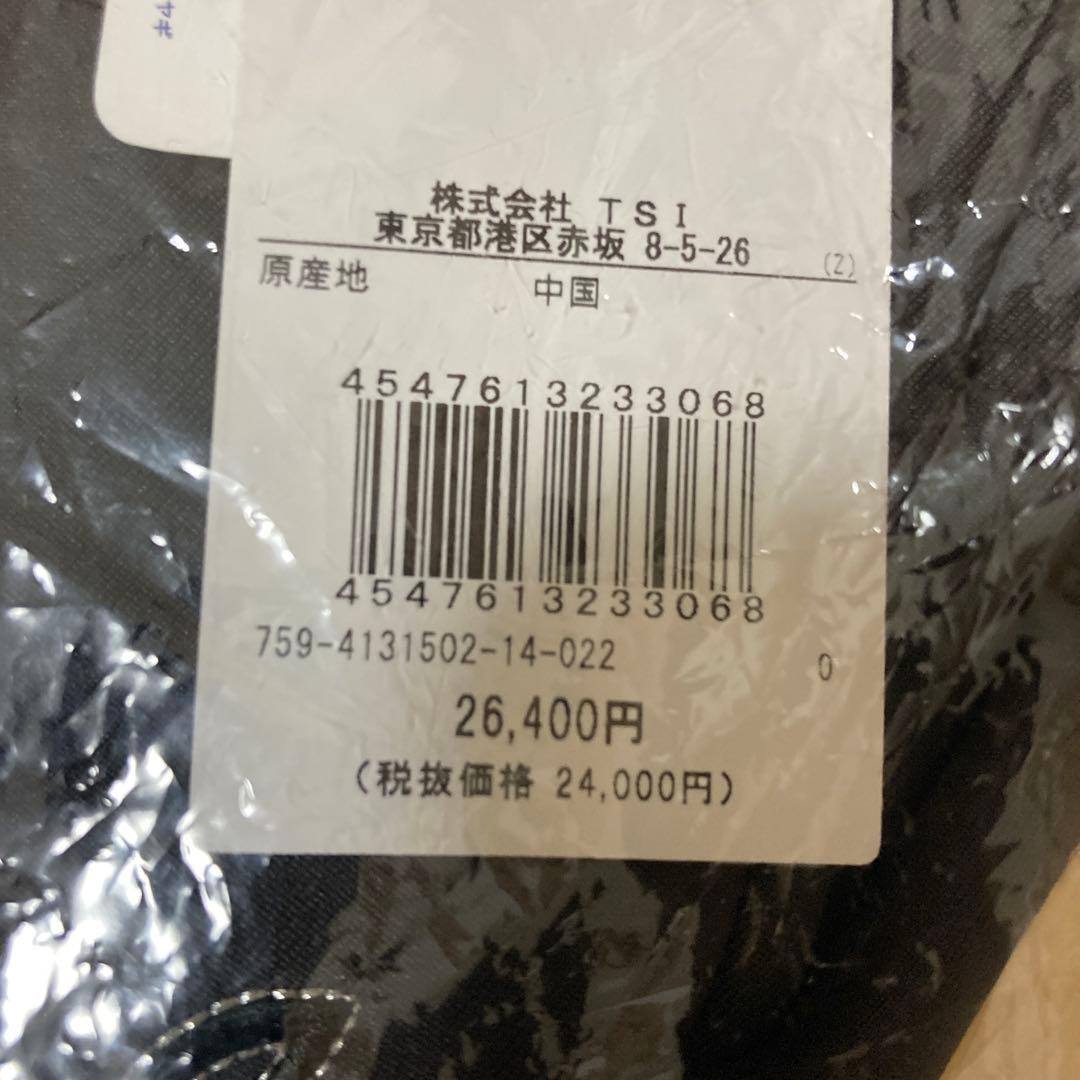 株式会社 TSI
東京都港区赤坂 8-5-26 (2)
原産地 中国
4547613233068
4547613233068
759-4131502-14-022 0
26,400円
(税抜価格 24,000円)